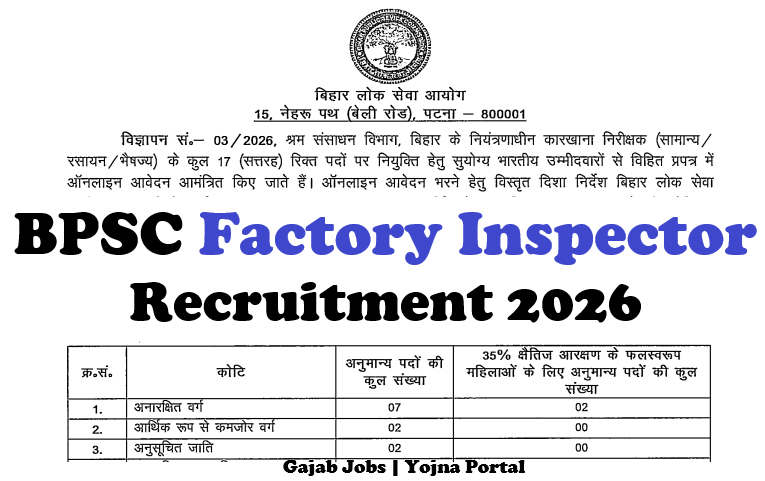 बिहार लोक सेवा आयोग
15, नेहरू पथ (बेली रोड), पटना – 800001
विज्ञापन सं.– 03/2026, श्रम संसाधन विभाग, बिहार के नियंत्रणाधीन कारखाना निरीक्षक (सामान्य/
रसायन/भैषज्य) के कुल 17 (सत्तरह) रिक्त पदों पर नियुक्ति हेतु सुयोग्य भारतीय उम्मीदवारों से विहित प्रपत्र में
ऑनलाइन आवेदन आमंत्रित किए जाते हैं। ऑनलाइन आवेदन भरने हेतु विस्तृत दिशा निर्देश बिहार लोक सेवा
BPSC Factory Inspector
Recruitment 2026
क्र॰सं॰ कोटि अनुमान्य पदों की कुल संख्या 35% क्षैतिज आरक्षण के फलस्वरूप महिलाओं के लिए अनुमान्य पदों की कुल संख्या
1. अनारक्षित वर्ग 07 02
2. आर्थिक रूप से कमजोर वर्ग 02 00
3. अनुसूचित जाति 02 00
Gajab Jobs | Yojna Portal